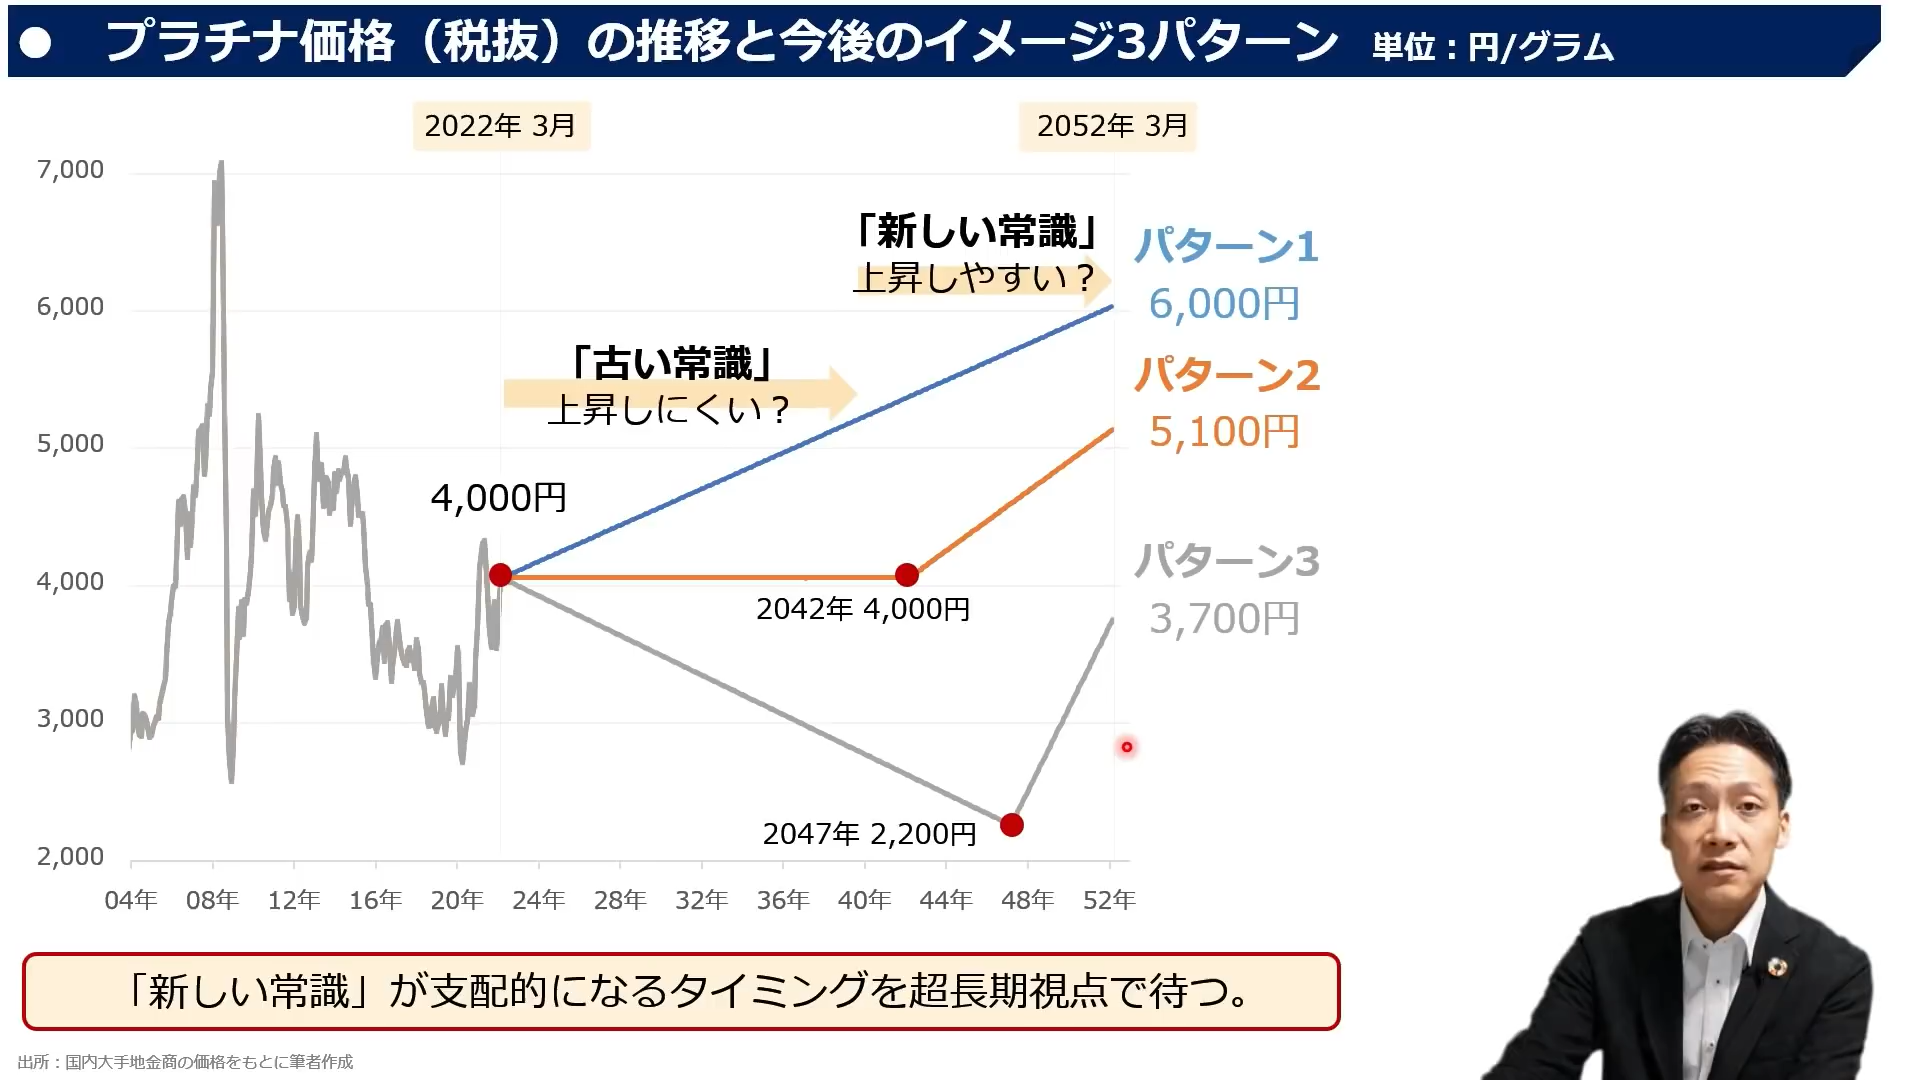 プラチナ価格（税抜）の推移と今後のイメージ3パターン 単位：円/グラム
2022年 3月
2052年 3月
7,000
6,000
5,000
4,000
3,000
2,000
「新しい常識」
上昇しやすい？
「古い常識」
上昇しにくい？
4,000円
パターン1
6,000円
パターン2
5,100円
パターン3
3,700円
2042年 4,000円
2047年 2,200円
04年 08年 12年 16年 20年 24年 28年 32年 36年 40年 44年 48年 52年
「新しい常識」が支配的になるタイミングを超長期視点で待つ。
出所：国内大手地金商の価格をもとに筆者作成